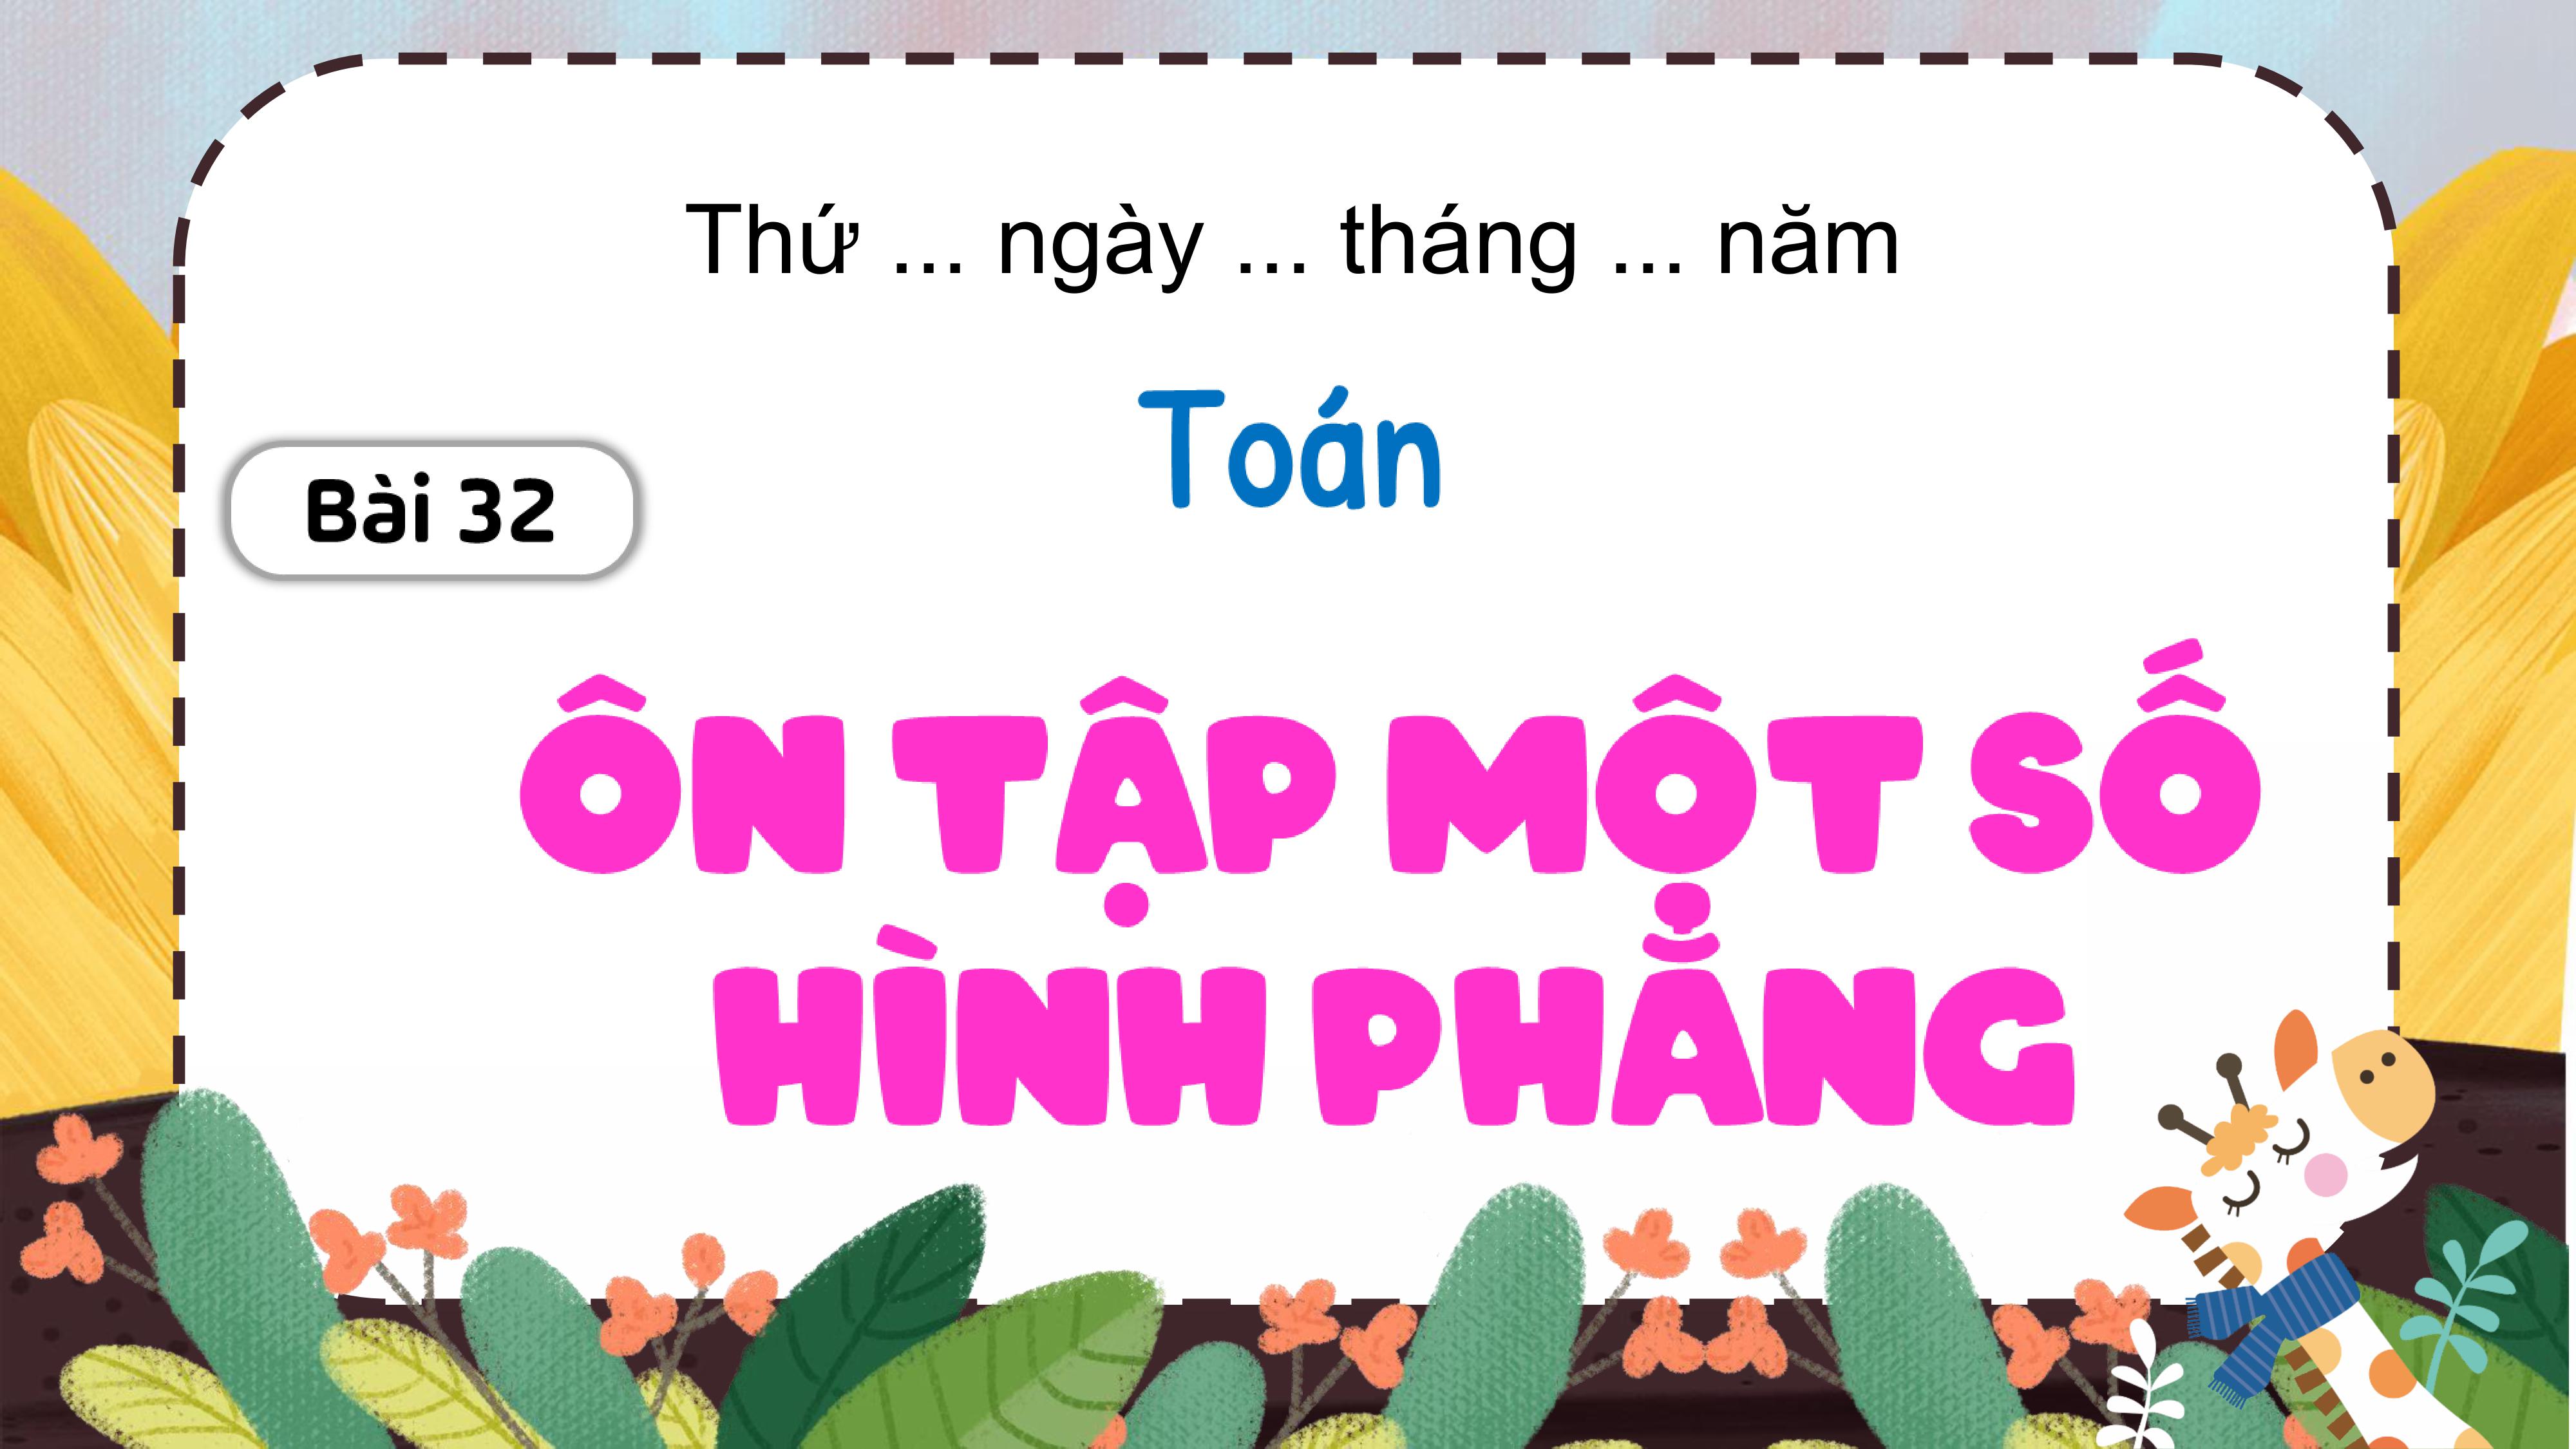 Thứ ... ngày ... tháng ... năm
Toán
Bài 32
ÔN TẬP MỘT SỐ
HÌNH PHẲNG